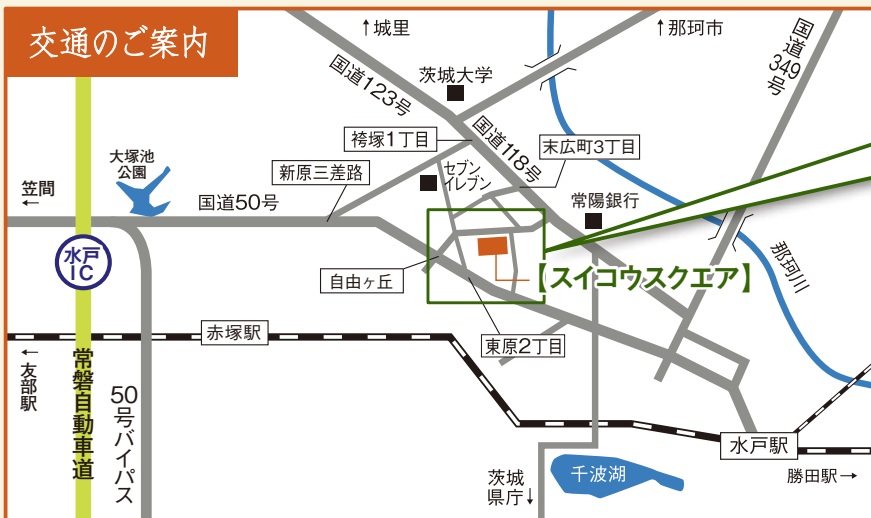 交通のご案内
↑城里
↑那珂市
国道349号
国道123号
茨城大学
国道118号
袴塚1丁目
末広町3丁目
大塚池
公園
新原三差路
セブン
イレブン
笠間
←
国道50号
常陽銀行
水戸
IC
那珂川
自由ヶ丘
【スイコウスクエア】
赤塚駅
東原2丁目
←友部駅
常磐自動車道
50号バイパス
水戸駅
茨城
県庁↓
千波湖
勝田駅→